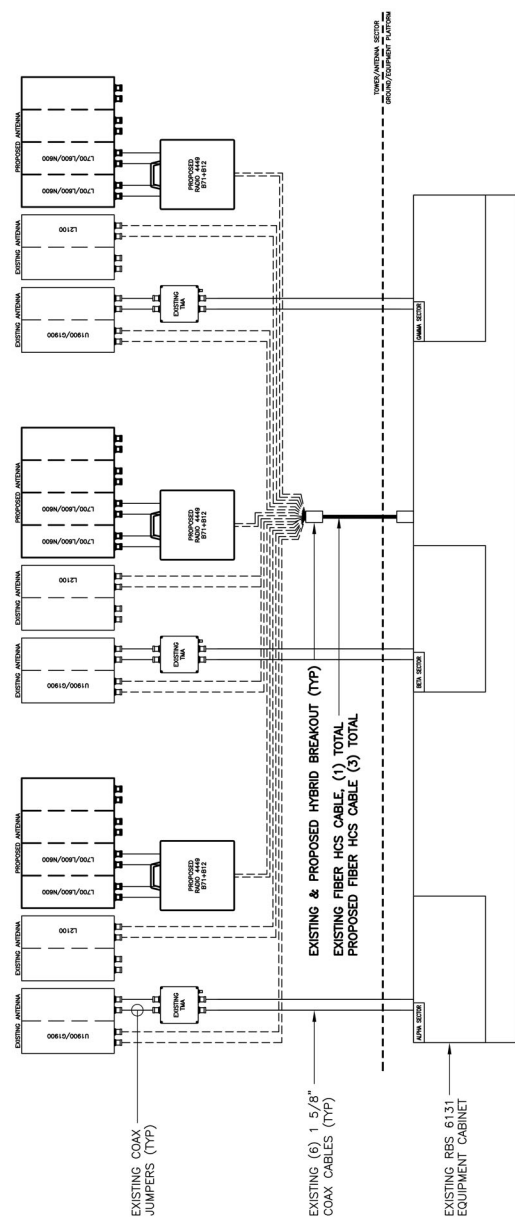 EXISTING ANTENNA
EXISTING ANTENNA
PROPOSED ANTENNA
EXISTING ANTENNA
EXISTING ANTENNA
PROPOSED ANTENNA
EXISTING ANTENNA
EXISTING ANTENNA
PROPOSED ANTENNA
U1900/G1900
L2100
L700/L600/N600
L700/L600/N600
U1900/G1900
L2100
L700/L600/N600
L700/L600/N600
U1900/G1900
L2100
L700/L600/N600
L700/L600/N600
EXISTING COAX
JUMPERS (TYP)
EXISTING
TMA
PROPOSED
RADIO 4449
B71+B12
EXISTING
TMA
PROPOSED
RADIO 4449
B71+B12
EXISTING
TMA
PROPOSED
RADIO 4449
B71+B12
EXISTING (6) 1 5/8"
COAX CABLES (TYP)
EXISTING & PROPOSED HYBRID BREAKOUT (TYP)
EXISTING FIBER HCS CABLE, (1) TOTAL
PROPOSED FIBER HCS CABLE (3) TOTAL
TOWER/ANTENNA SECTOR
GROUND/EQUIPMENT PLATFORM
ALPHA SECTOR
BETA SECTOR
GAMMA SECTOR
EXISTING RBS 6131
EQUIPMENT CABINET